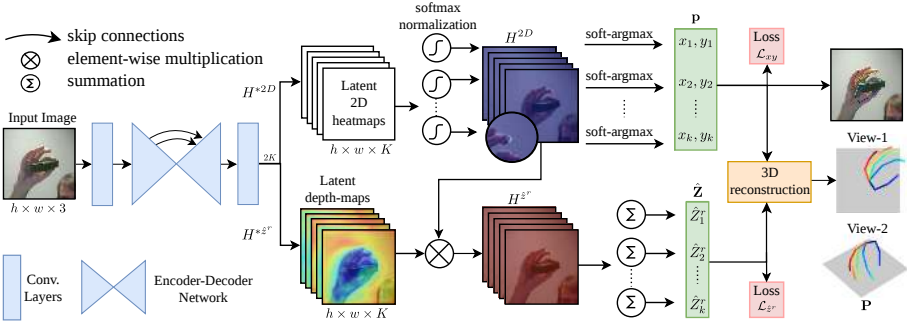 skip connections
element-wise multiplication
Σ summation
Input Image
h × w × 3
Conv.
Layers
Encoder-Decoder
Network
2K
H*2D
H*ẑr
Latent
2D
heatmaps
h × w × K
Latent
depth-maps
h × w × K
softmax
normalization
H2D
Hẑr
soft-argmax
soft-argmax
soft-argmax
p
x1, y1
x2, y2
xk, yk
Σ
Σ
Σ
Ẑ
Ẑr1
Ẑr2
Ẑrk
Loss
Lxy
3D
reconstruction
Loss
Lẑr
View-1
View-2
P